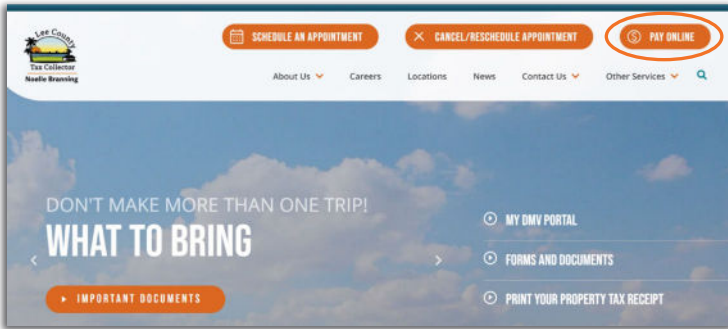 Lee County
Tax Collector
Noelle Branning
SCHEDULE AN APPOINTMENT
CANCEL/RESCHEDULE APPOINTMENT
PAY ONLINE
About Us
Careers
Locations
News
Contact Us
Other Services
DON'T MAKE MORE THAN ONE TRIP!
WHAT TO BRING
IMPORTANT DOCUMENTS
MY DMV PORTAL
FORMS AND DOCUMENTS
PRINT YOUR PROPERTY TAX RECEIPT